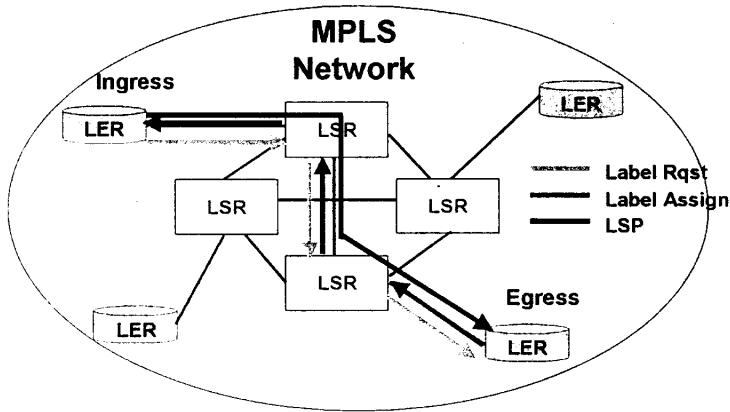 MPLS
Network
Ingress
LER
LER
LSR
Label Rqst
Label Assign
LSP
LSR
LSR
LSR
Egress
LER
LER